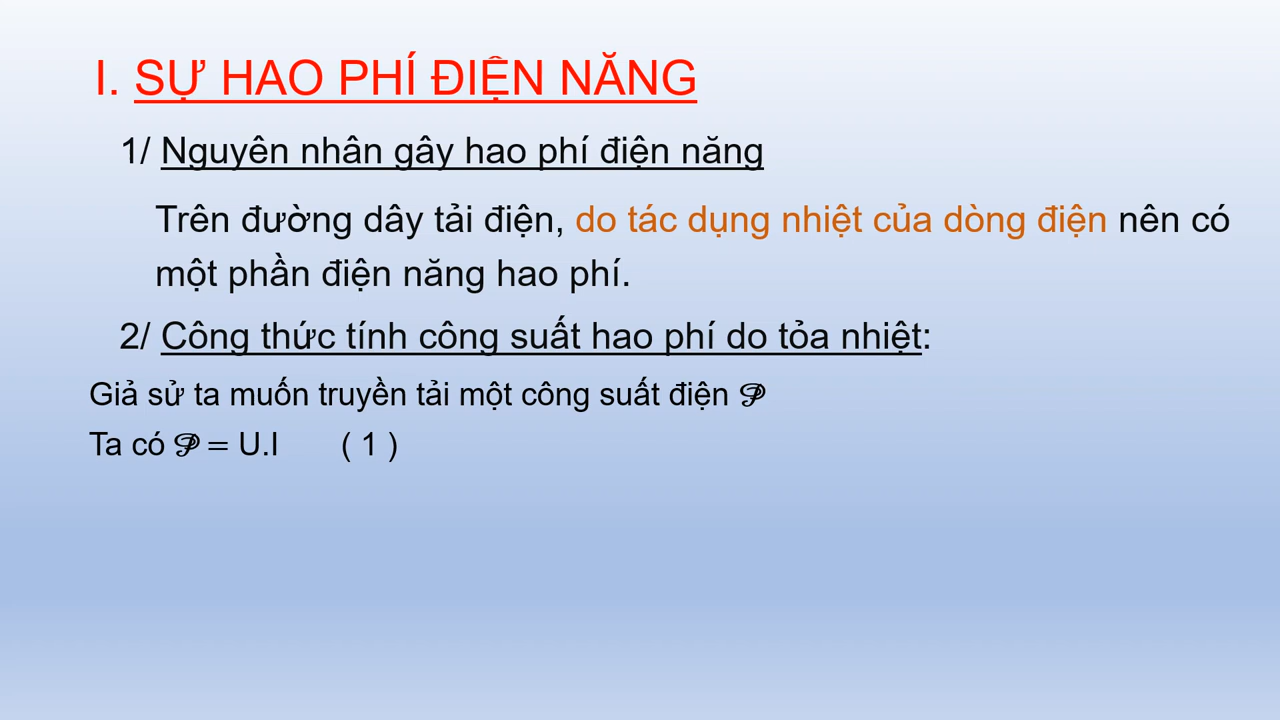 I. SỰ HAO PHÍ ĐIỆN NĂNG
1/ Nguyên nhân gây hao phí điện năng
Trên đường dây tải điện, do tác dụng nhiệt của dòng điện nên có
một phần điện năng hao phí.
2/ Công thức tính công suất hao phí do tỏa nhiệt:
Giả sử ta muốn truyền tải một công suất điện 𝒫
Ta có 𝒫 = U.I ( 1 )